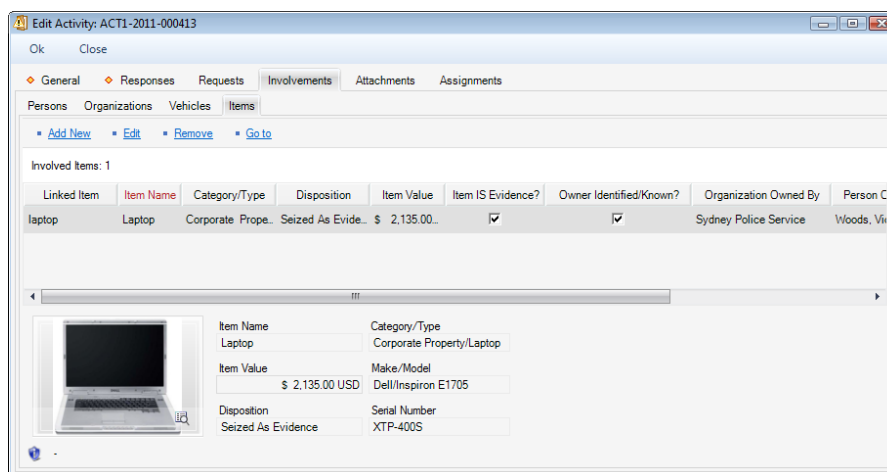 Edit Activity: ACT1-2011-000413
Ok Close
General Responses Requests Involvements Attachments Assignments
Persons Organizations Vehicles Items
Add New Edit Remove Go to
Involved Items: 1
Linked Item Item Name Category/Type Disposition Item Value Item IS Evidence? Owner Identified/Known? Organization Owned By Person O
laptop Laptop Corporate Prope... Seized As Evide... $ 2,135.00... Sydney Police Service Woods, Vic
Item Name Category/Type
Laptop Corporate Property/Laptop
Item Value Make/Model
$ 2,135.00 USD Dell/Inspiron E1705
Disposition Serial Number
Seized As Evidence XTP-400S
-